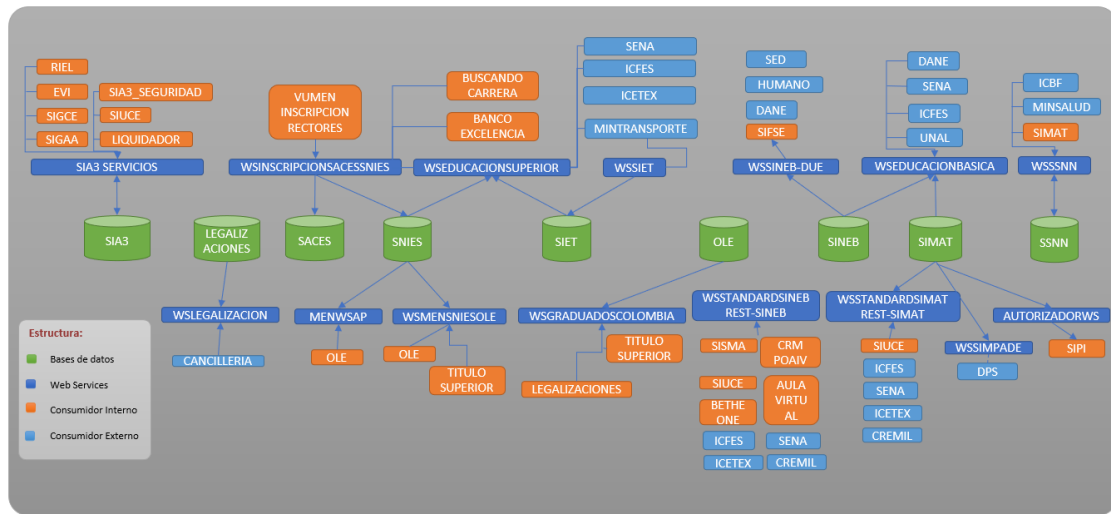 RIEL
EVI
SIGCE
SIGAA
SIA3_SEGURIDAD
SIUCE
LIQUIDADOR
SIA3 SERVICIOS
VUMEN
INSCRIPCION
RECTORES
WSINSCRIPCIONSACESSNIES
BUSCANDO
CARRERA
BANCO
EXCELENCIA
WSEDUCACIONSUPERIOR
SENA
ICFES
ICETEX
MINTRANSPORTE
WSSIET
SED
HUMANO
DANE
SIFSE
WSSINEB-DUE
DANE
SENA
ICFES
UNAL
WSEDUCACIONBASICA
ICBF
MINSALUD
SIMAT
WSSSNN
SIA3
LEGALIZ
ACIONES
SACES
SNIES
SIET
OLE
SINEB
SIMAT
SSNN
WSLEGALIZACION
CANCILLERIA
MENWSAP
OLE
WSMENSNIESOLE
OLE
TITULO
SUPERIOR
WSGRADUADOSCOLOMBIA
TITULO
SUPERIOR
LEGALIZACIONES
WSSTANDARDSINEB
REST-SINEB
SISMA
CRM
POAIV
SIUCE
BETHE
ONE
AULA
VIRTU
AL
ICFES
SENA
ICETEX
CREMIL
WSSTANDARDSIMAT
REST-SIMAT
SIUCE
ICFES
SENA
ICETEX
CREMIL
WSSIMPADE
DPS
AUTORIZADORWS
SIPI
Estructura:
Bases de datos
Web Services
Consumidor Interno
Consumidor Externo